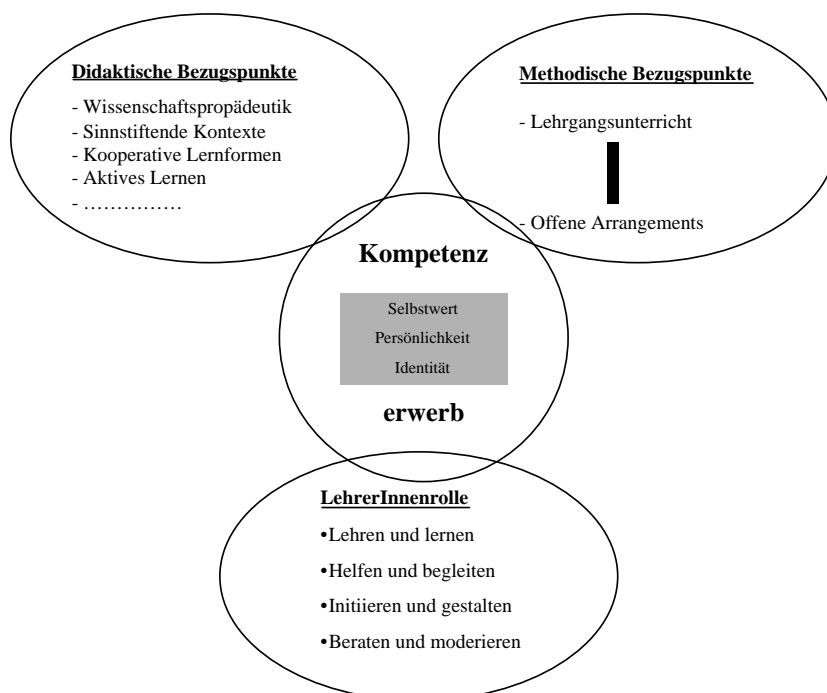 Didaktische Bezugspunkte
- Wissenschaftspropädeutik
- Sinnstiftende Kontexte
- Kooperative Lernformen
- Aktives Lernen
- ……………
Methodische Bezugspunkte
- Lehrgangsunterricht
- Offene Arrangements
Kompetenz
Selbstwert
Persönlichkeit
Identität
erwerb
LehrerInnenrolle
•Lehren und lernen
•Helfen und begleiten
•Initiieren und gestalten
•Beraten und moderieren